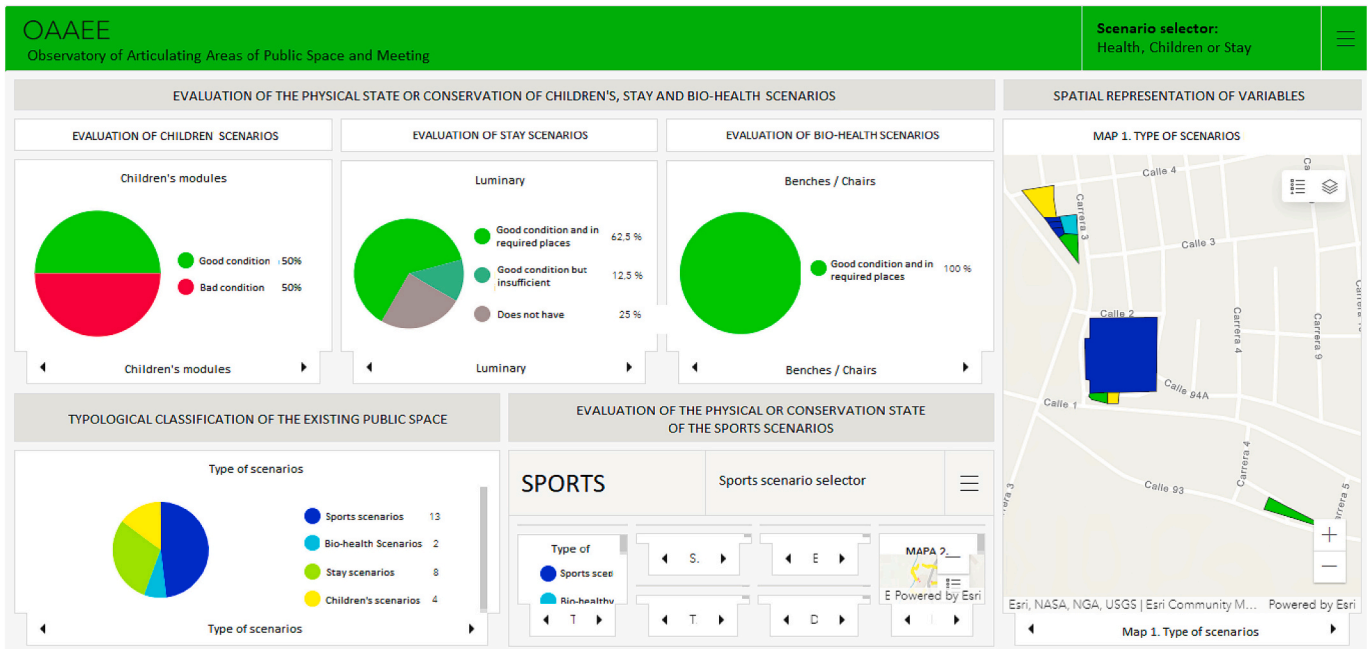 OAAEE
Observatory of Articulating Areas of Public Space and Meeting
Scenario selector:
Health, Children or Stay
EVALUATION OF THE PHYSICAL STATE OR CONSERVATION OF CHILDREN'S, STAY AND BIO-HEALTH SCENARIOS
EVALUATION OF CHILDREN SCENARIOS
Children's modules
Good condition 50%
Bad condition 50%
Children's modules
EVALUATION OF STAY SCENARIOS
Luminary
Good condition and in
required places
62,5 %
Good condition but
insufficient
12,5 %
Does not have 25 %
Luminary
EVALUATION OF BIO-HEALTH SCENARIOS
Benches / Chairs
Good condition and in
required places
100 %
Benches / Chairs
TYPOLOGICAL CLASSIFICATION OF THE EXISTING PUBLIC SPACE
Type of scenarios
Sports scenarios 13
Bio-health Scenarios 2
Stay scenarios 8
Children's scenarios 4
Type of scenarios
EVALUATION OF THE PHYSICAL OR CONSERVATION STATE
OF THE SPORTS SCENARIOS
SPORTS
Sports scenario selector
Type of
Sports scen
Bio-healthy
T
S.
E
T.
D
MAPA 2.
E Powered by Esri
SPATIAL REPRESENTATION OF VARIABLES
MAP 1. TYPE OF SCENARIOS
Calle 4
Carrera 3
Calle 3
Calle 2
Carrera 4
Carrera 9
Calle 94A
Calle 1
Carrera 4
Calle 93
Carrera 5
Esri, NASA, NGA, USGS | Esri Community M... Powered by Esri
Map 1. Type of scenarios